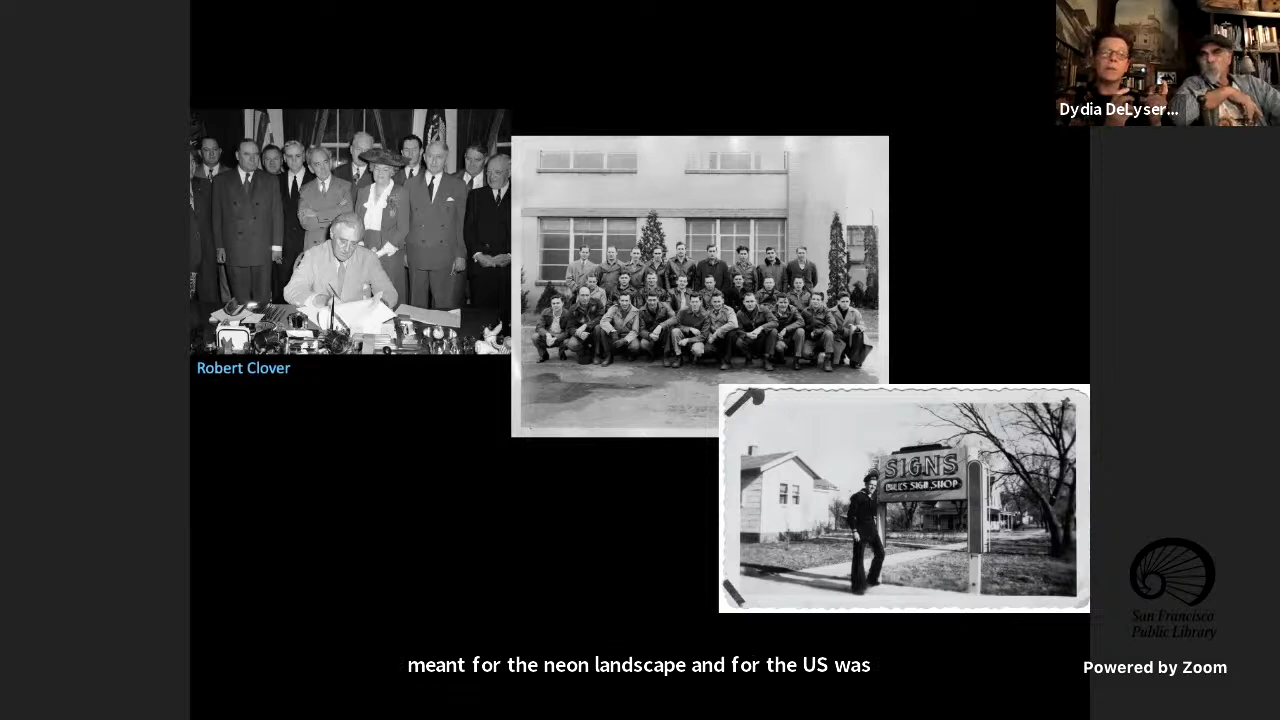 Dydia DeLyser...
Robert Clover
SIGNS
BILL'S SIGN SHOP
San Francisco
Public Library
meant for the neon landscape and for the US was
Powered by Zoom